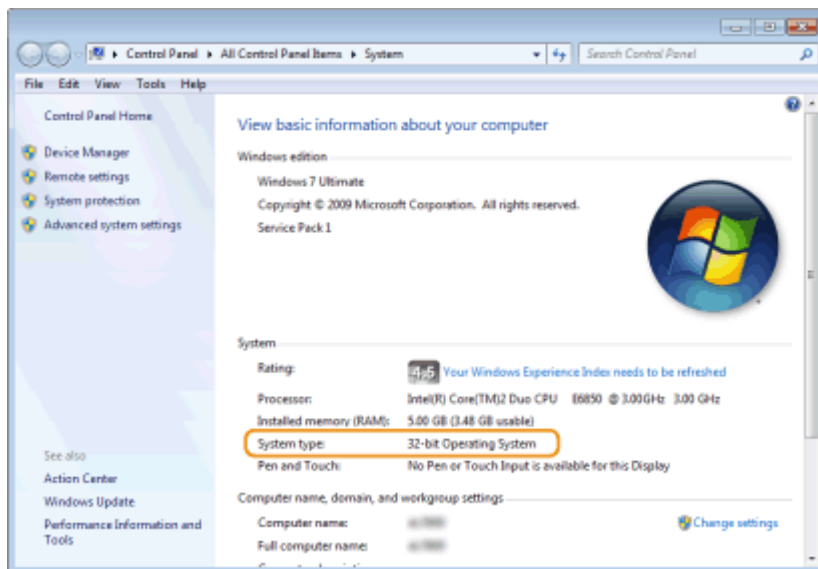 Control Panel ▸ All Control Panel Items ▸ System
Search Control Panel
File Edit View Tools Help
Control Panel Home
Device Manager
Remote settings
System protection
Advanced system settings
See also
Action Center
Windows Update
Performance Information and
Tools
View basic information about your computer
Windows edition
Windows 7 Ultimate
Copyright © 2009 Microsoft Corporation. All rights reserved.
Service Pack 1
System
Rating: 4,5 Your Windows Experience Index needs to be refreshed
Processor: Intel(R) Core(TM)2 Duo CPU E6850 @ 3.00GHz 3.00 GHz
Installed memory (RAM): 5.00 GB (3.48 GB usable)
System type: 32-bit Operating System
Pen and Touch: No Pen or Touch Input is available for this Display
Computer name, domain, and workgroup settings
Computer name: Change settings
Full computer name: